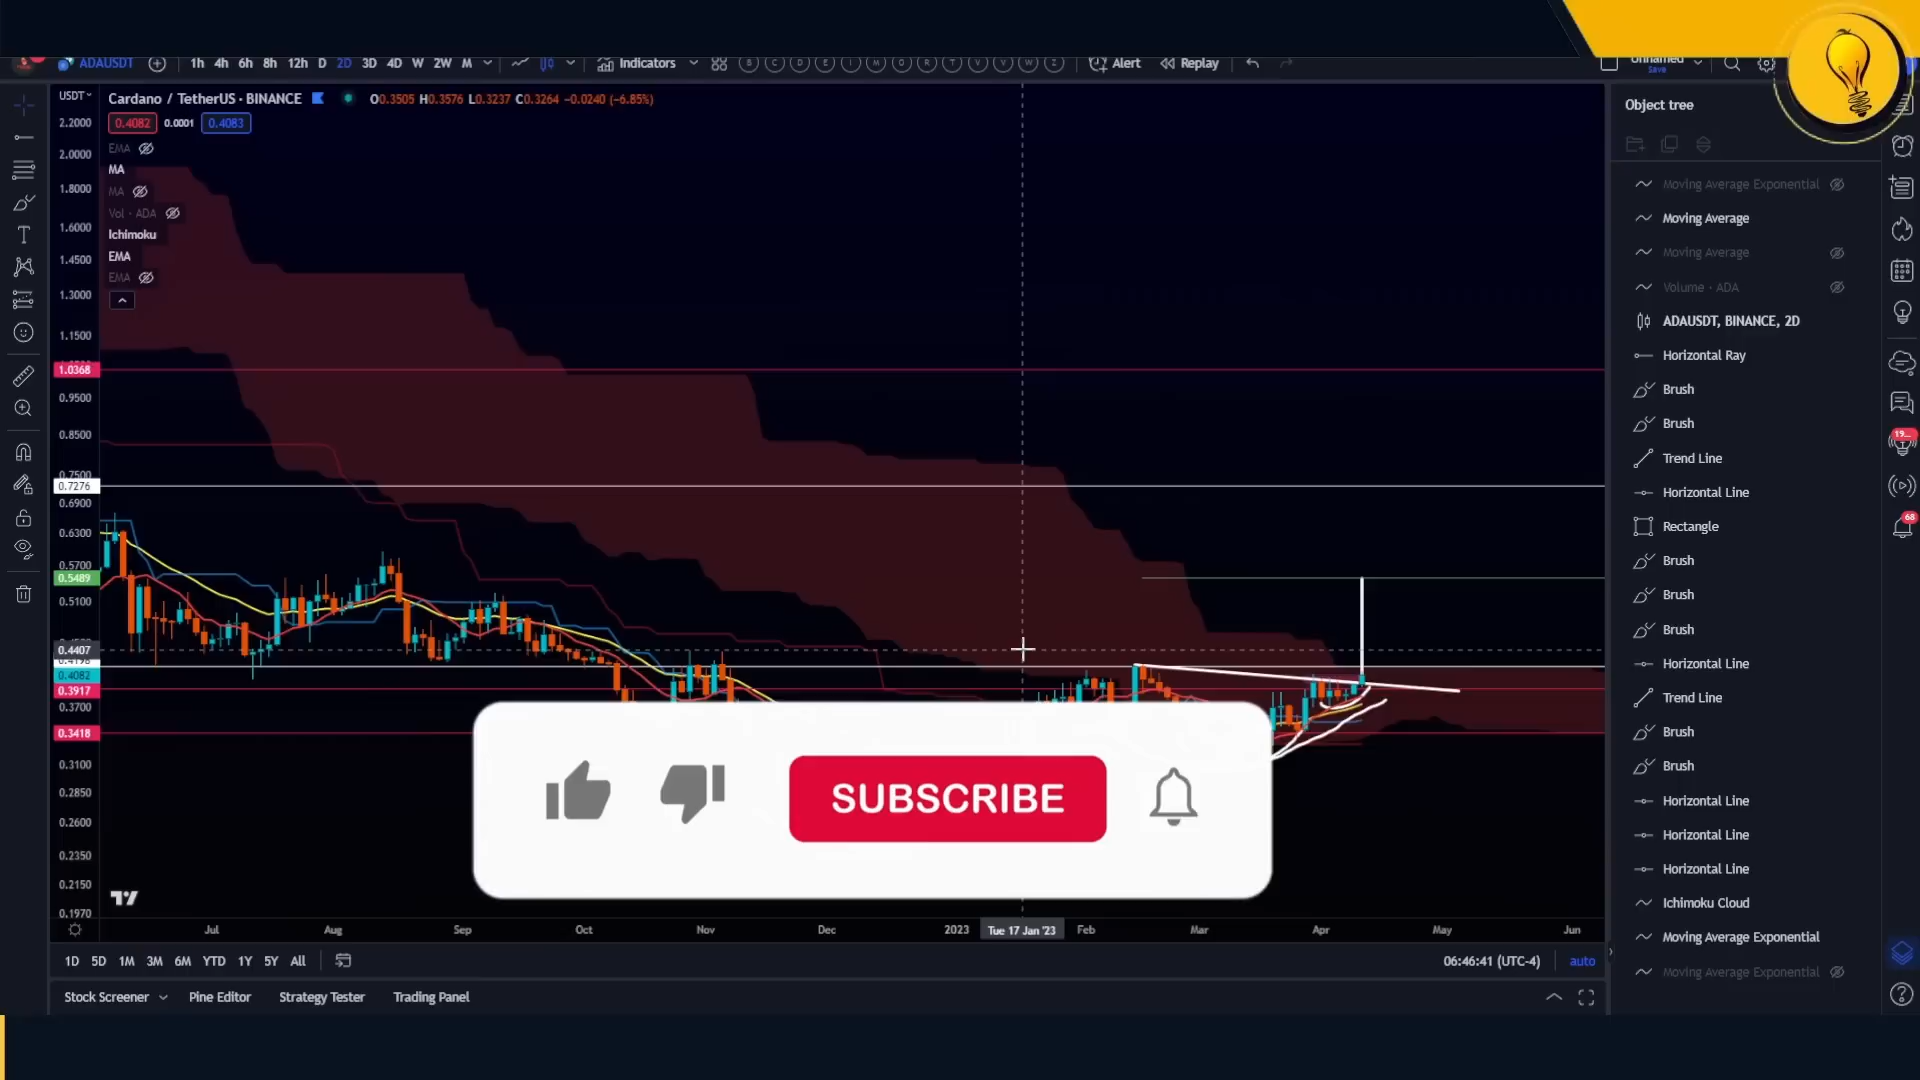 ADAUSDT 1h 4h 6h 8h 12h D 2D 3D 4D W 2W M Indicators B C D E I M O R T V V W Z Alert Replay
Save
USDT Cardano / TetherUS · BINANCE O0.3505 H0.3576 L0.3237 C0.3264 −0.0240 (−6.85%)
0.4082 0.0001 0.4083
EMA
MA
MA
Vol · ADA
Ichimoku
EMA
EMA
2.2000
2.0000
1.8000
1.6000
1.4500
1.3000
1.1500
1.0368
0.9500
0.8500
0.7500
0.7276
0.6900
0.6300
0.5700
0.5489
0.5100
0.4407
0.4198
0.4082
0.3917
0.3700
0.3418
0.3100
0.2850
0.2600
0.2350
0.2150
0.1970
SUBSCRIBE
Jul Aug Sep Oct Nov Dec 2023 Tue 17 Jan '23 Feb Mar Apr May Jun
1D 5D 1M 3M 6M YTD 1Y 5Y All 06:46:41 (UTC-4) auto
Stock Screener Pine Editor Strategy Tester Trading Panel
Object tree
Moving Average Exponential
Moving Average
Moving Average
Volume · ADA
ADAUSDT, BINANCE, 2D
Horizontal Ray
Brush
Brush
Trend Line
Horizontal Line
Rectangle
Brush
Brush
Brush
Horizontal Line
Trend Line
Brush
Brush
Horizontal Line
Horizontal Line
Horizontal Line
Ichimoku Cloud
Moving Average Exponential
Moving Average Exponential
19...
68